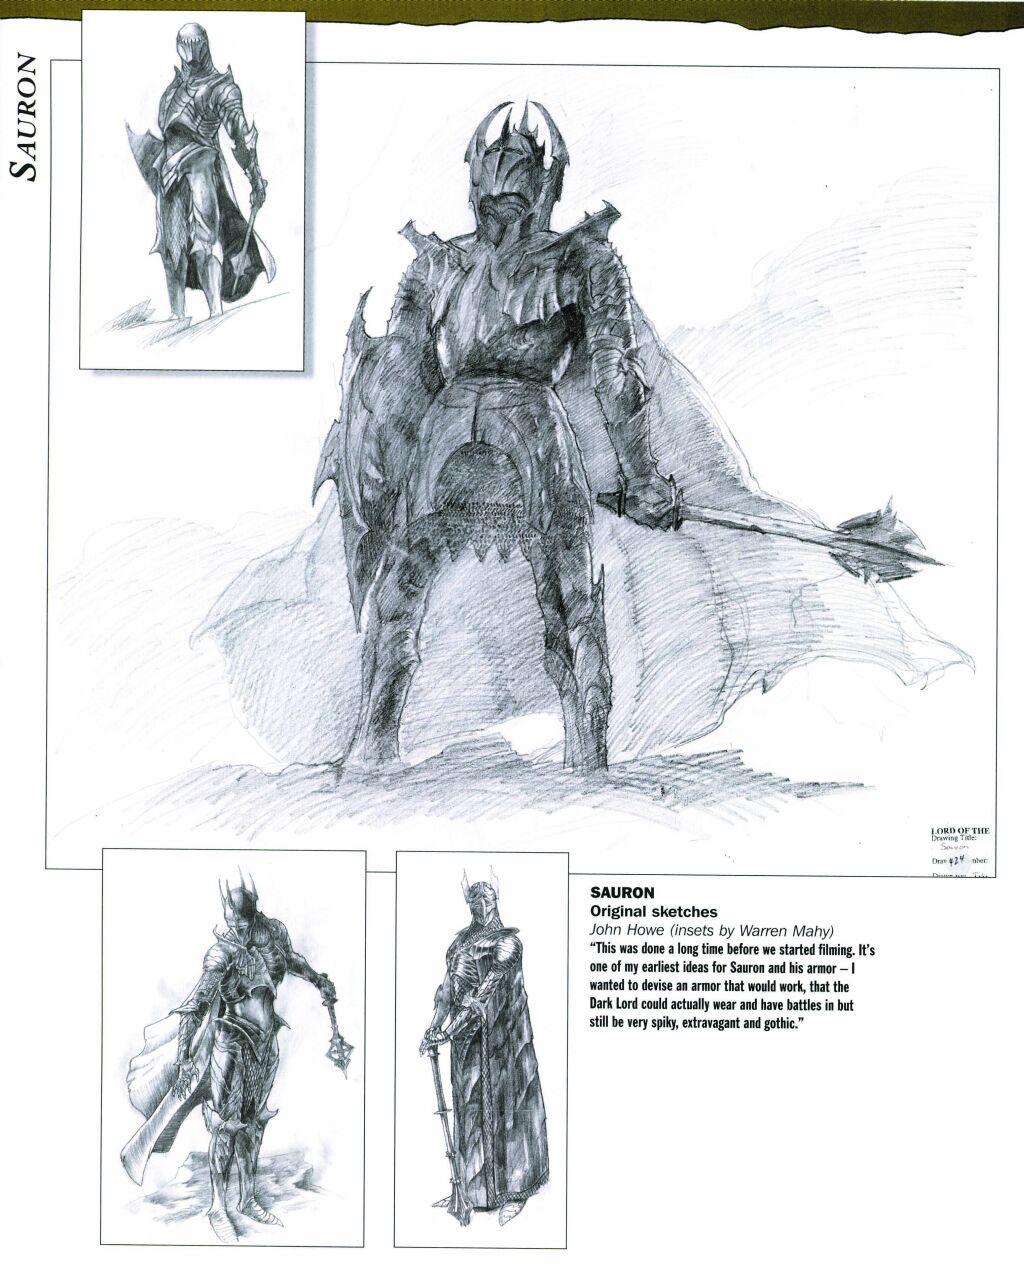 SAURON
LORD OF THE
Drawing Title:
Sauron
Draw #24 mber:
SAURON
Original sketches
John Howe (insets by Warren Mahy)
“This was done a long time before we started filming. It’s
one of my earliest ideas for Sauron and his armor – I
wanted to devise an armor that would work, that the
Dark Lord could actually wear and have battles in but
still be very spiky, extravagant and gothic.”